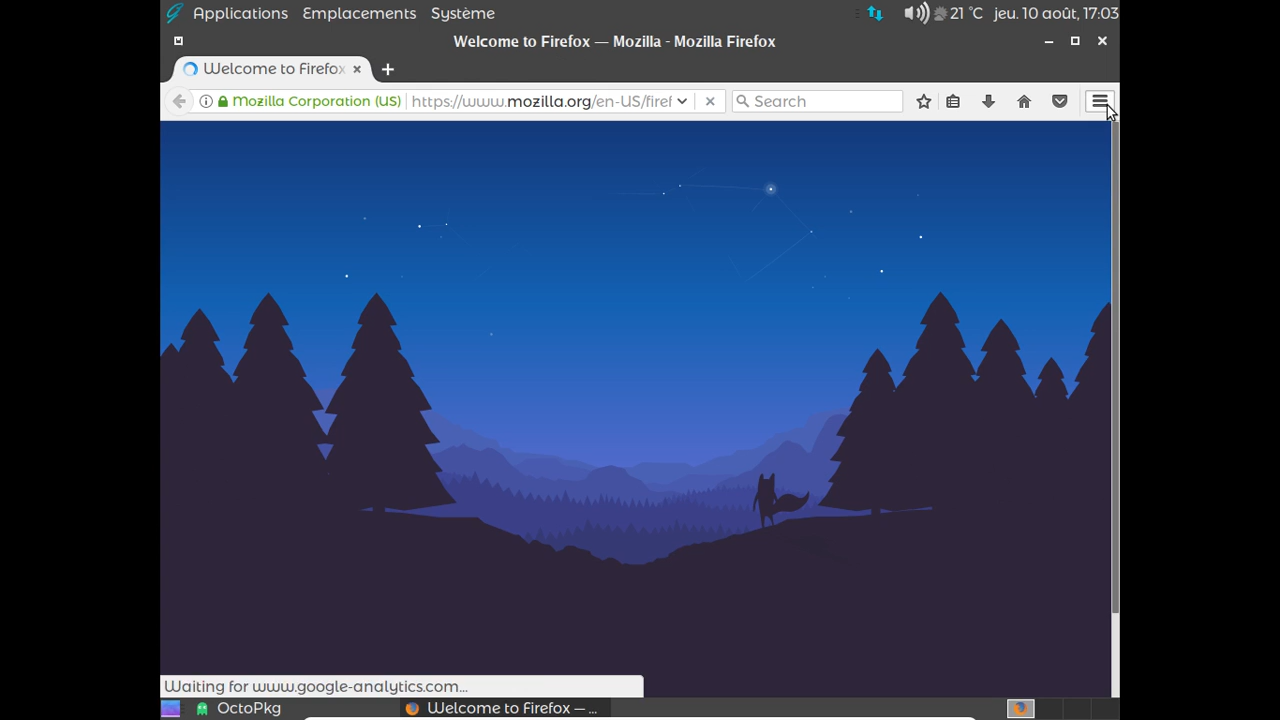 Applications Emplacements Système 21 °C jeu. 10 août, 17:03
Welcome to Firefox — Mozilla - Mozilla Firefox
Welcome to Firefox
Mozilla Corporation (US) https://www.mozilla.org/en-US/firef Search
Waiting for www.google-analytics.com...
OctoPkg Welcome to Firefox — ...